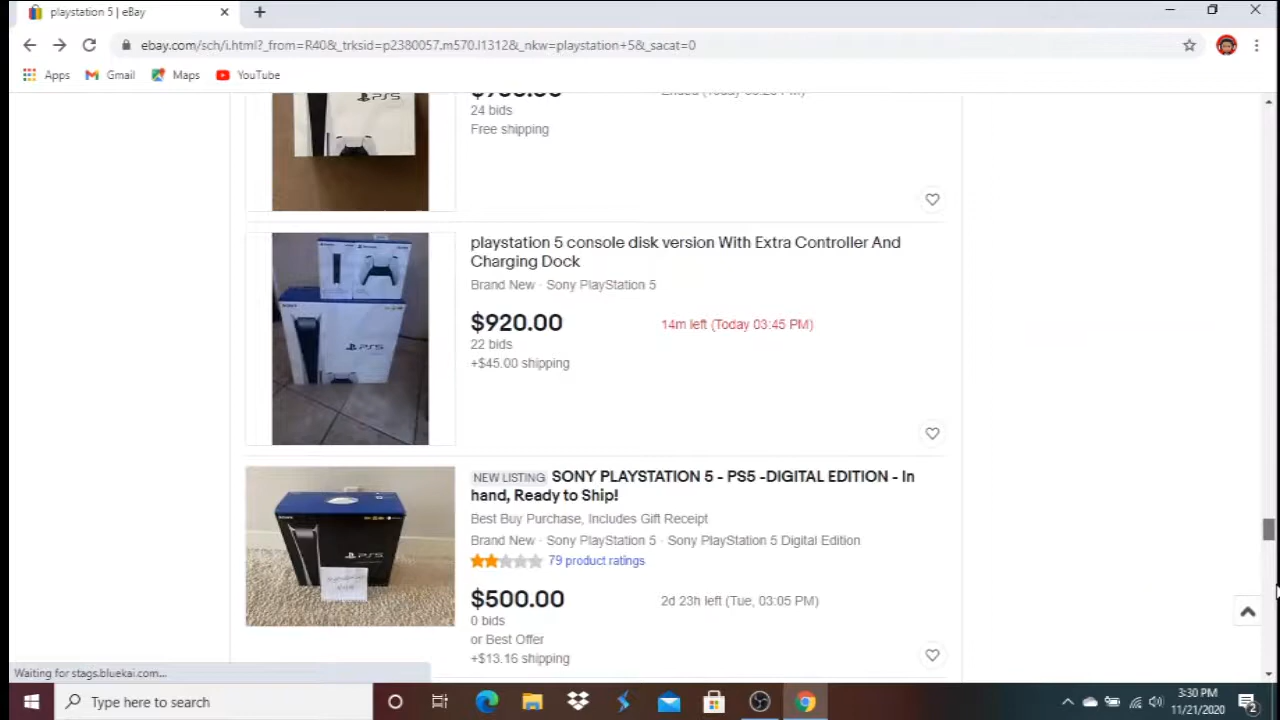 playstation 5 | eBay
ebay.com/sch/i.html?_from=R40&_trksid=p2380057.m570.l1312&_nkw=playstation+5&_sacat=0
Apps Gmail Maps YouTube
24 bids
Free shipping
playstation 5 console disk version With Extra Controller And
Charging Dock
Brand New · Sony PlayStation 5
$920.00 14m left (Today 03:45 PM)
22 bids
+$45.00 shipping
PS5
NEW LISTING SONY PLAYSTATION 5 - PS5 -DIGITAL EDITION - In
hand, Ready to Ship!
Best Buy Purchase, Includes Gift Receipt
Brand New · Sony PlayStation 5 · Sony PlayStation 5 Digital Edition
79 product ratings
PS5
$500.00 2d 23h left (Tue, 03:05 PM)
0 bids
or Best Offer
+$13.16 shipping
Waiting for stags.bluekai.com...
Type here to search
3:30 PM
11/21/2020
2